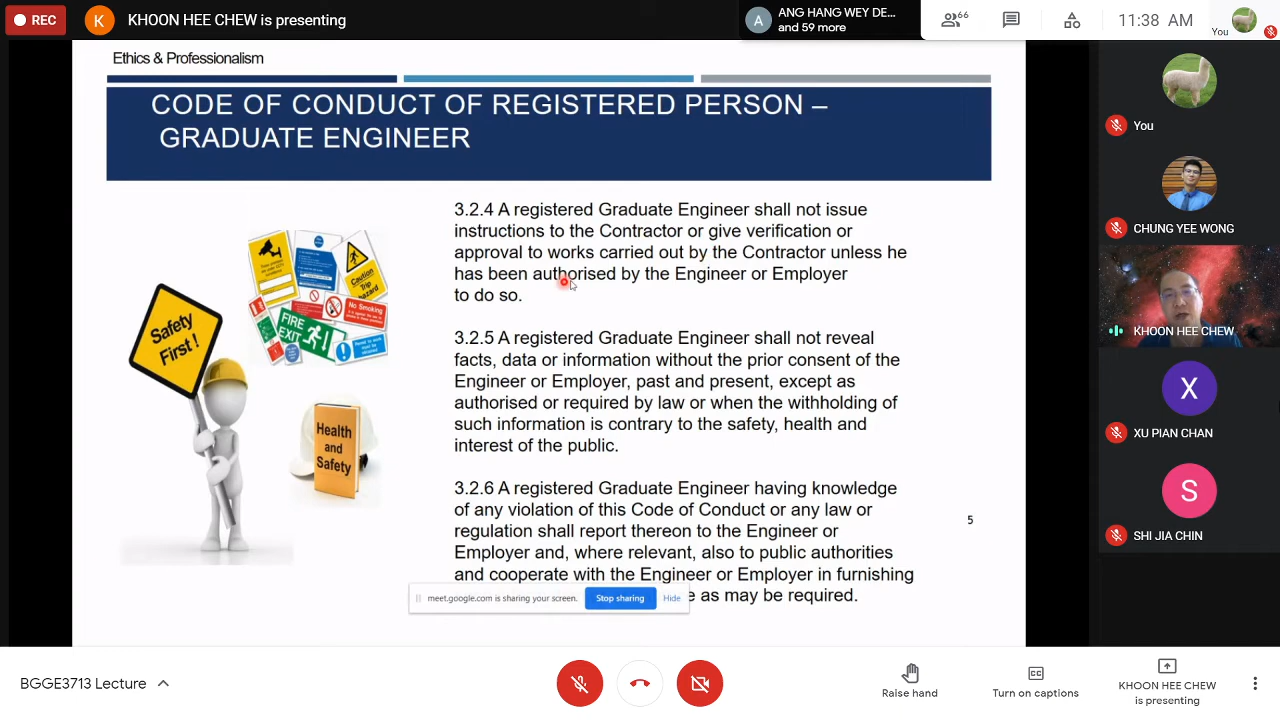 REC
K
KHOON HEE CHEW is presenting
A
ANG HANG WEY DE...
and 59 more
66
11:38 AM
You
Ethics & Professionalism
CODE OF CONDUCT OF REGISTERED PERSON –
GRADUATE ENGINEER
3.2.4 A registered Graduate Engineer shall not issue
instructions to the Contractor or give verification or
approval to works carried out by the Contractor unless he
has been authorised by the Engineer or Employer
to do so.
3.2.5 A registered Graduate Engineer shall not reveal
facts, data or information without the prior consent of the
Engineer or Employer, past and present, except as
authorised or required by law or when the withholding of
such information is contrary to the safety, health and
interest of the public.
3.2.6 A registered Graduate Engineer having knowledge
of any violation of this Code of Conduct or any law or
regulation shall report thereon to the Engineer or
Employer and, where relevant, also to public authorities
and cooperate with the Engineer or Employer in furnishing
e as may be required.
Safety
First !
Caution
Trip
hazard
No Smoking
FIRE
EXIT
Health
and
Safety
5
meet.google.com is sharing your screen.
Stop sharing
Hide
You
CHUNG YEE WONG
KHOON HEE CHEW
X
XU PIAN CHAN
S
SHI JIA CHIN
BGGE3713 Lecture
Raise hand
Turn on captions
KHOON HEE CHEW
is presenting